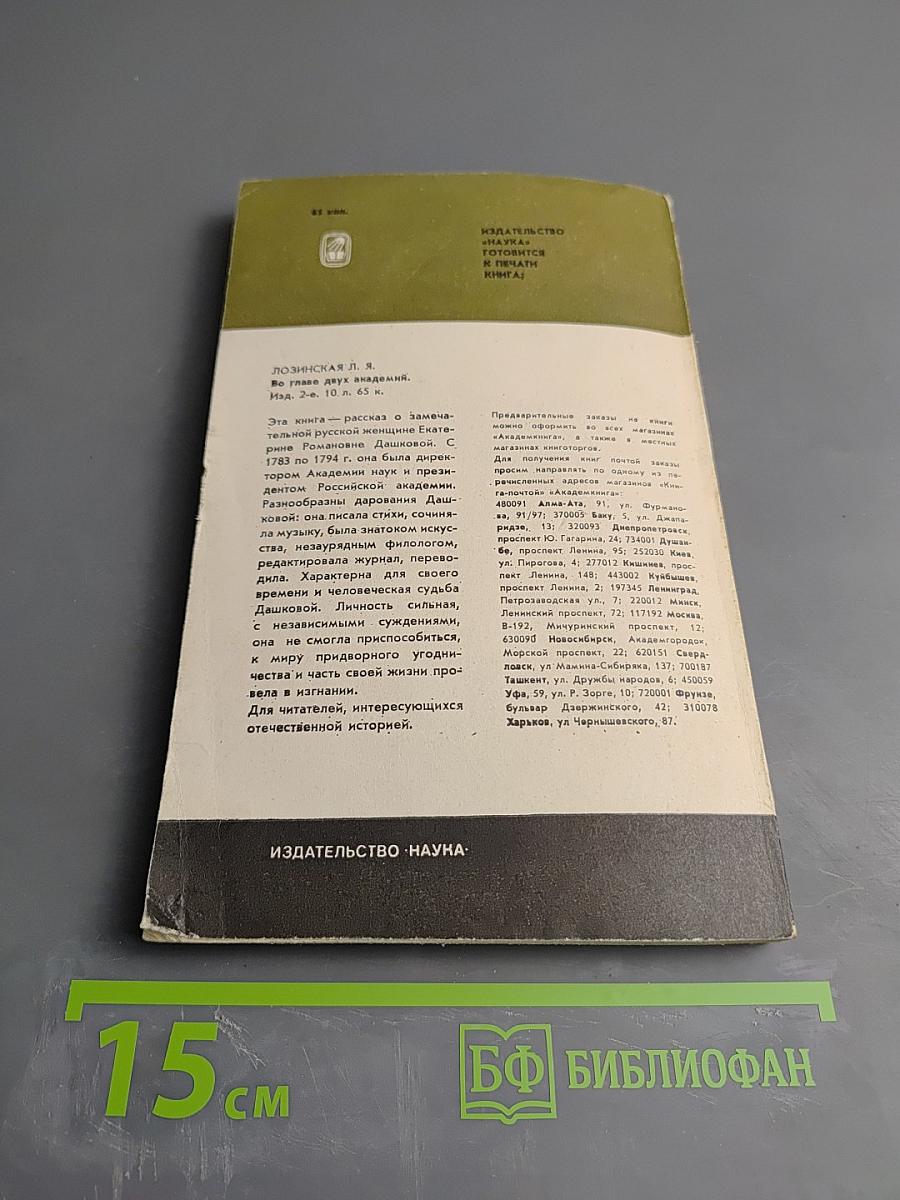 65 коп.
ИЗДАТЕЛЬСТВО
«НАУКА»
ГОТОВИТСЯ
К ПЕЧАТИ
КНИГА:
ЛОЗИНСКАЯ Л. Я.
Во главе двух академий.
Изд. 2-е. 10 л. 65 к.
Эта книга — рассказ о замеча-
тельной русской женщине Екате-
рине Романовне Дашковой. С
1783 по 1794 г. она была дирек-
тором Академии наук и прези-
дентом Российской академии.
Разнообразны дарования Даш-
ковой: она писала стихи, сочиня-
ла музыку, была знатоком искус-
ства, незаурядным филологом,
редактировала журнал, перево-
дила. Характерна для своего
времени и человеческая судьба
Дашковой. Личность сильная,
с независимыми суждениями,
она не смогла приспособиться,
к миру придворного угодни-
чества и часть своей жизни про-
вела в изгнании.
Для читателей, интересующихся
отечественной историей.
Предварительные заказы на книги
можно оформить во всех магазинах
«Академкнига», а также в местных
магазинах книготоргов.
Для получения книг почтой заказы
просим направлять по одному из пе-
речисленных адресов магазинов «Кни-
га-почтой» «Академкнига»:
480091 Алма-Ата, 91, ул. Фурмано-
ва, 91/97; 370005 Баку, 5, ул. Джапа-
ридзе, 13; 320093 Днепропетровск,
проспект Ю. Гагарина, 24; 734001 Душан-
бе, проспект Ленина, 95; 252030 Киев,
ул. Пирогова, 4; 277012 Кишинев, прос-
пект Ленина, 148; 443002 Куйбышев,
проспект Ленина, 2; 197345 Ленинград,
Петрозаводская ул., 7; 220012 Минск,
Ленинский проспект, 72; 117192 Москва,
В-192, Мичуринский проспект, 12;
630090 Новосибирск, Академгородок,
Морской проспект, 22; 620151 Сверд-
ловск, ул Мамина-Сибиряка, 137; 700187
Ташкент, ул. Дружбы народов, 6; 450059
Уфа, 59, ул. Р. Зорге, 10; 720001 Фрунзе,
бульвар Дзержинского, 42; 310078
Харьков, ул Чернышевского, 87.
ИЗДАТЕЛЬСТВО ·НАУКА·
15 см
БФ БИБЛИОФАН